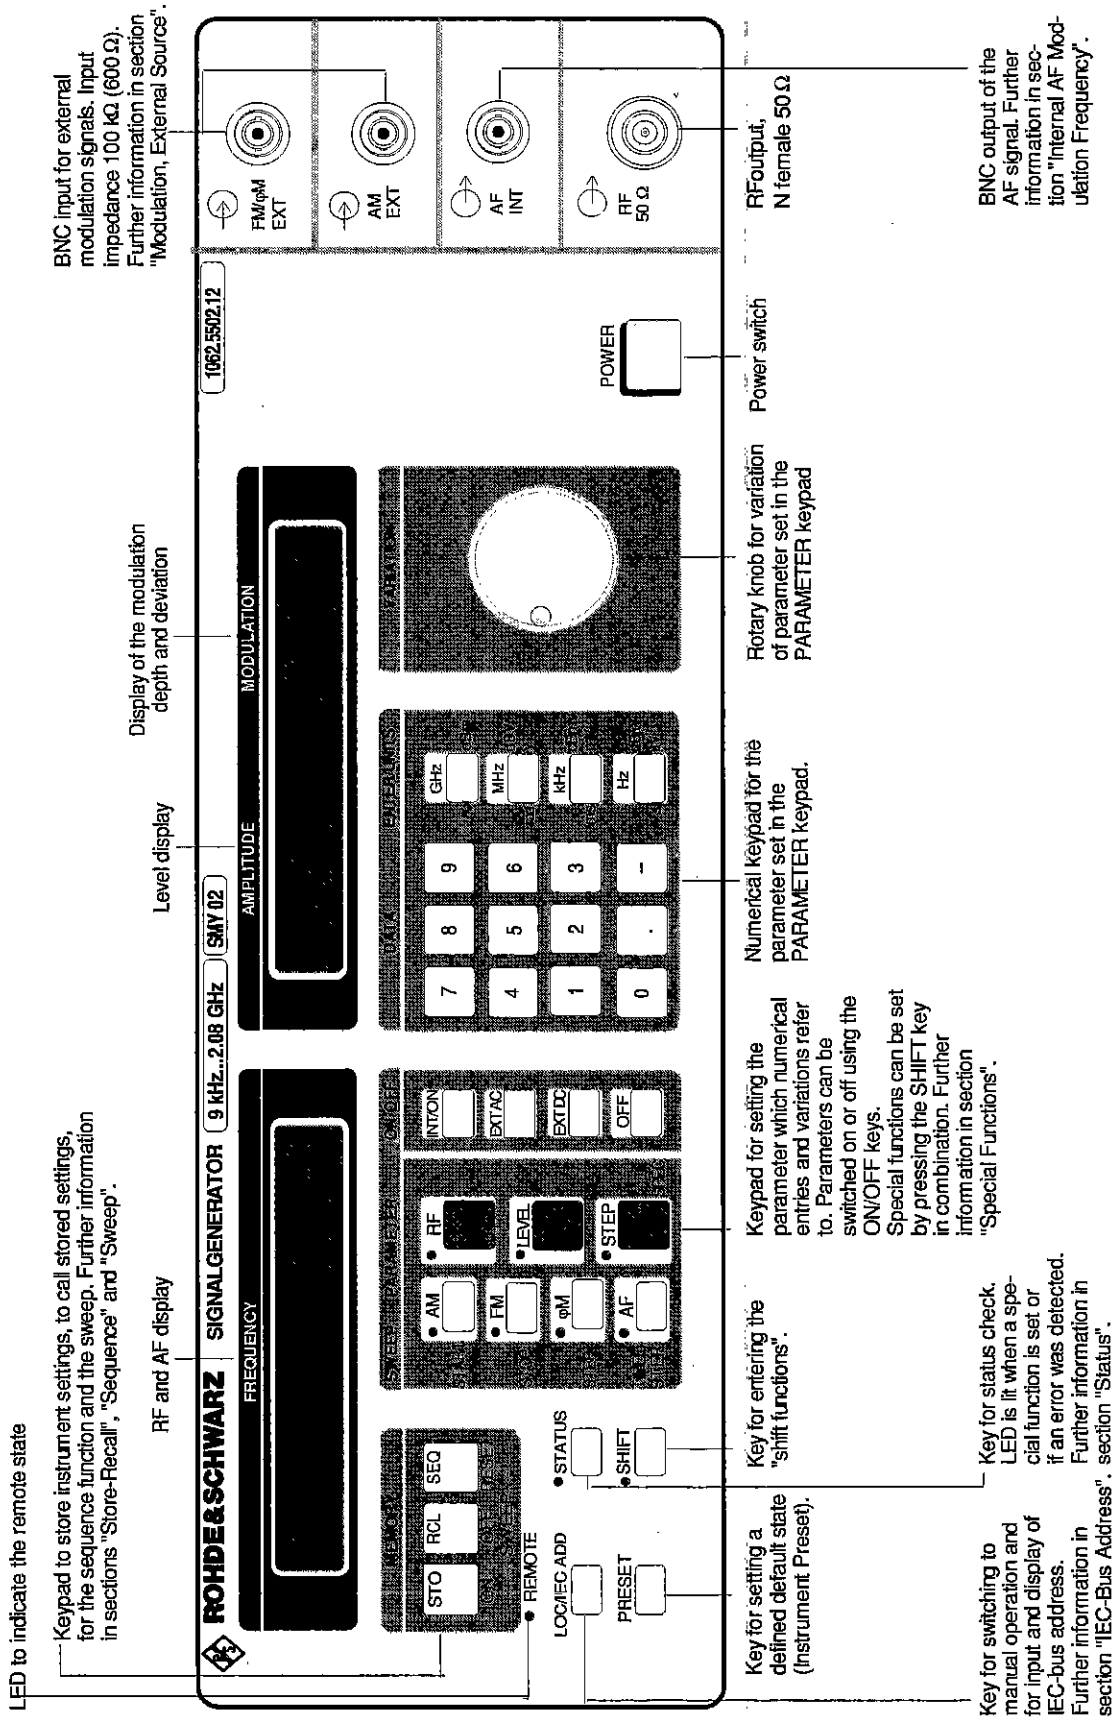 LED to indicate the remote state
Keypad to store instrument settings, to call stored settings,
for the sequence function and the sweep. Further information
in sections "Store-Recall", "Sequence" and "Sweep".
RF and AF display
Level display
Display of the modulation
depth and deviation
BNC input for external
modulation signals. Input
impedance 100 kΩ (600 Ω).
Further information in section
"Modulation, External Source".
ROHDE&SCHWARZ SIGNALGENERATOR 9 kHz...2.08 GHz SMY 02
1062.5502.12
FREQUENCY
AMPLITUDE
MODULATION
MEMORY
STO
RCL
SEQ
REMOTE
LOC/IEC ADD
STATUS
PRESET
SHIFT
PARAMETER
ON/OFF
AM
RF
INT/ON
FM
LEVEL
EXT AC
φM
STEP
EXT DC
AF
OFF
DATA
ENTER/UNITS
7
8
9
GHz
4
5
6
MHz
1
2
3
kHz
0
.
–
Hz
VARIATION
POWER
FM/φM
EXT
AM
EXT
AF
INT
RF
50 Ω
Key for setting a
defined default state
(Instrument Preset).
Key for entering the
"shift functions".
Keypad for setting the
parameter which numerical
entries and variations refer
to. Parameters can be
switched on or off using the
ON/OFF keys.
Special functions can be set
by pressing the SHIFT key
in combination. Further
information in section
"Special Functions".
Numerical keypad for the
parameter set in the
PARAMETER keypad.
Rotary knob for variation
of parameter set in the
PARAMETER keypad
Power switch
RFoutput,
N female 50 Ω
Key for switching to
manual operation and
for input and display of
IEC-bus address.
Further information in
section "IEC-Bus Address".
Key for status check.
LED is lit when a spe-
cial function is set or
if an error was detected.
Further information in
section "Status".
BNC output of the
AF signal. Further
information in sec-
tion "Internal AF Mod-
ulation Frequency".